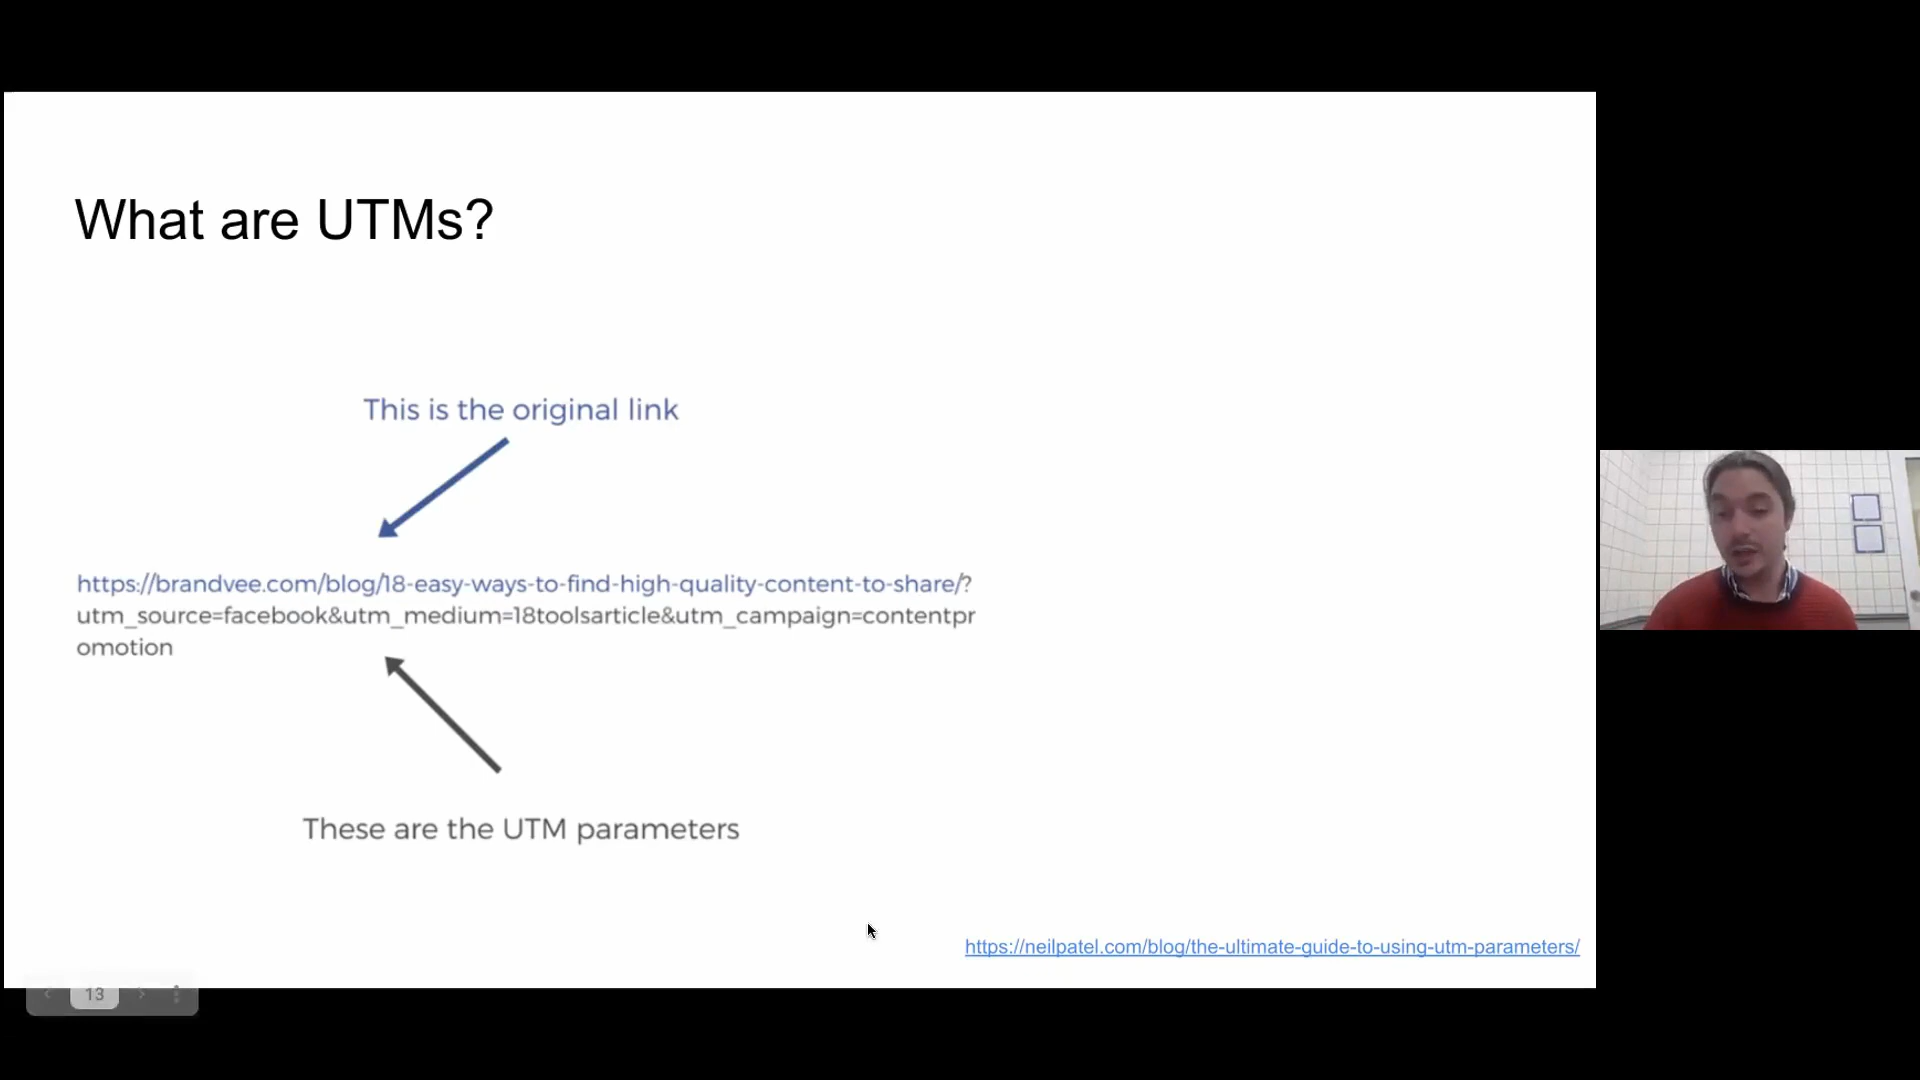 What are UTMs?
This is the original link
https://brandvee.com/blog/18-easy-ways-to-find-high-quality-content-to-share/?
utm_source=facebook&utm_medium=18toolsarticle&utm_campaign=contentpr
omotion
These are the UTM parameters
https://neilpatel.com/blog/the-ultimate-guide-to-using-utm-parameters/
13